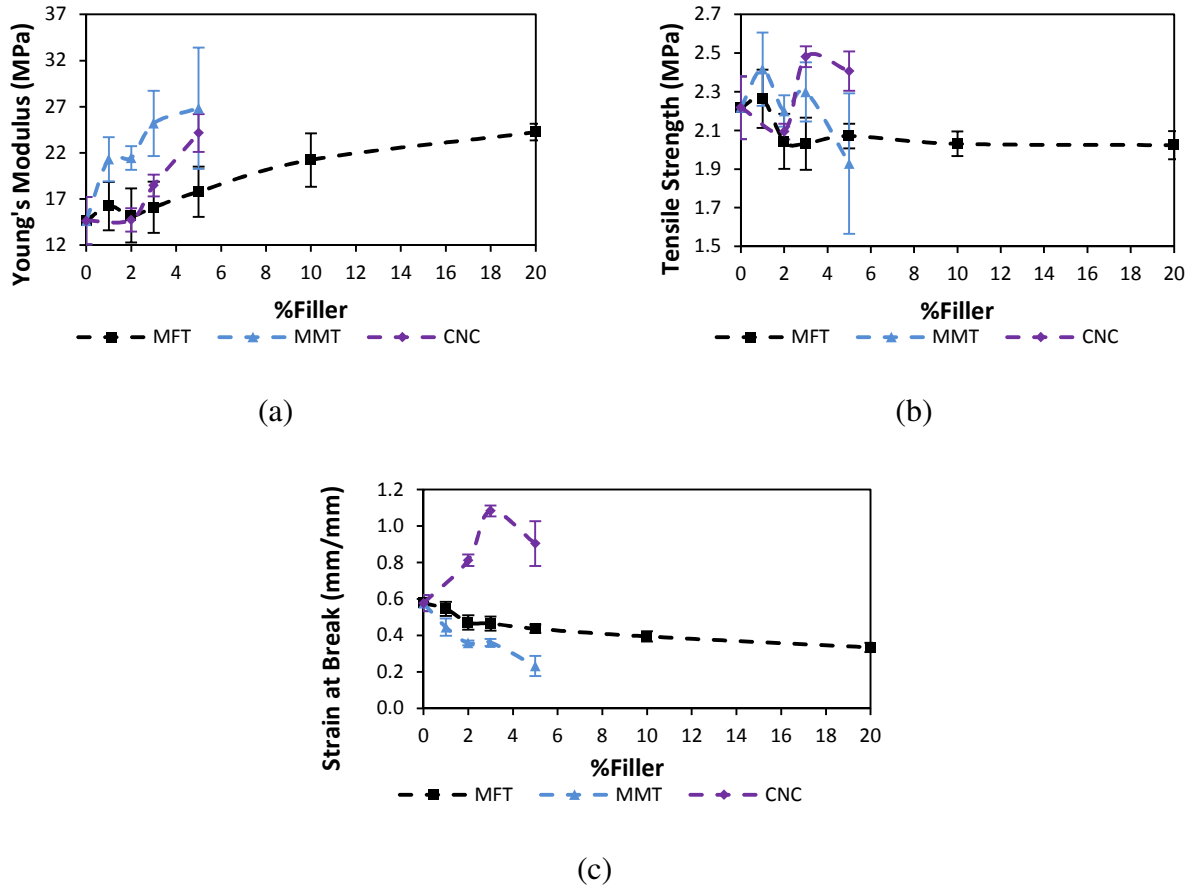 37
32
27
22
17
12
Young's Modulus (MPa)
0 2 4 6 8 10 12 14 16 18 20
%Filler
MFT MMT CNC
(a)
2.7
2.5
2.3
2.1
1.9
1.7
1.5
Tensile Strength (MPa)
0 2 4 6 8 10 12 14 16 18 20
%Filler
MFT MMT CNC
(b)
1.2
1.0
0.8
0.6
0.4
0.2
0.0
Strain at Break (mm/mm)
0 2 4 6 8 10 12 14 16 18 20
%Filler
MFT MMT CNC
(c)